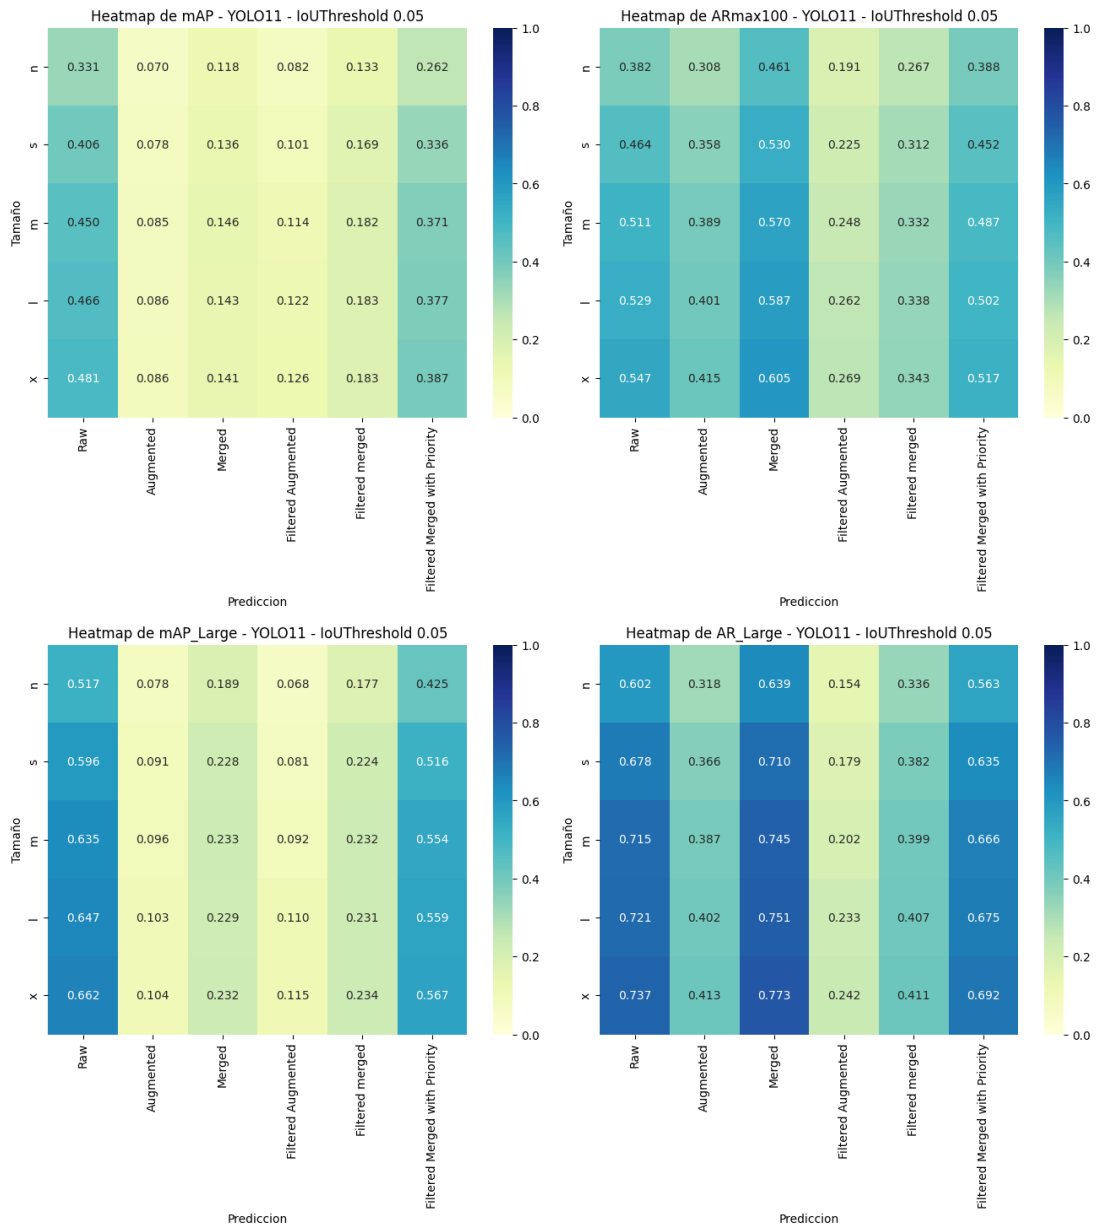 Heatmap de mAP - YOLO11 - IoUThreshold 0.05
n 0.331 0.070 0.118 0.082 0.133 0.262
s 0.406 0.078 0.136 0.101 0.169 0.336
m 0.450 0.085 0.146 0.114 0.182 0.371
l 0.466 0.086 0.143 0.122 0.183 0.377
x 0.481 0.086 0.141 0.126 0.183 0.387
Tamaño
Raw
Augmented
Merged
Filtered Augmented
Filtered merged
Filtered Merged with Priority
Prediccion
1.0
0.8
0.6
0.4
0.2
0.0
Heatmap de ARmax100 - YOLO11 - IoUThreshold 0.05
n 0.382 0.308 0.461 0.191 0.267 0.388
s 0.464 0.358 0.530 0.225 0.312 0.452
m 0.511 0.389 0.570 0.248 0.332 0.487
l 0.529 0.401 0.587 0.262 0.338 0.502
x 0.547 0.415 0.605 0.269 0.343 0.517
Tamaño
Raw
Augmented
Merged
Filtered Augmented
Filtered merged
Filtered Merged with Priority
Prediccion
1.0
0.8
0.6
0.4
0.2
0.0
Heatmap de mAP_Large - YOLO11 - IoUThreshold 0.05
n 0.517 0.078 0.189 0.068 0.177 0.425
s 0.596 0.091 0.228 0.081 0.224 0.516
m 0.635 0.096 0.233 0.092 0.232 0.554
l 0.647 0.103 0.229 0.110 0.231 0.559
x 0.662 0.104 0.232 0.115 0.234 0.567
Tamaño
Raw
Augmented
Merged
Filtered Augmented
Filtered merged
Filtered Merged with Priority
Prediccion
1.0
0.8
0.6
0.4
0.2
0.0
Heatmap de AR_Large - YOLO11 - IoUThreshold 0.05
n 0.602 0.318 0.639 0.154 0.336 0.563
s 0.678 0.366 0.710 0.179 0.382 0.635
m 0.715 0.387 0.745 0.202 0.399 0.666
l 0.721 0.402 0.751 0.233 0.407 0.675
x 0.737 0.413 0.773 0.242 0.411 0.692
Tamaño
Raw
Augmented
Merged
Filtered Augmented
Filtered merged
Filtered Merged with Priority
Prediccion
1.0
0.8
0.6
0.4
0.2
0.0